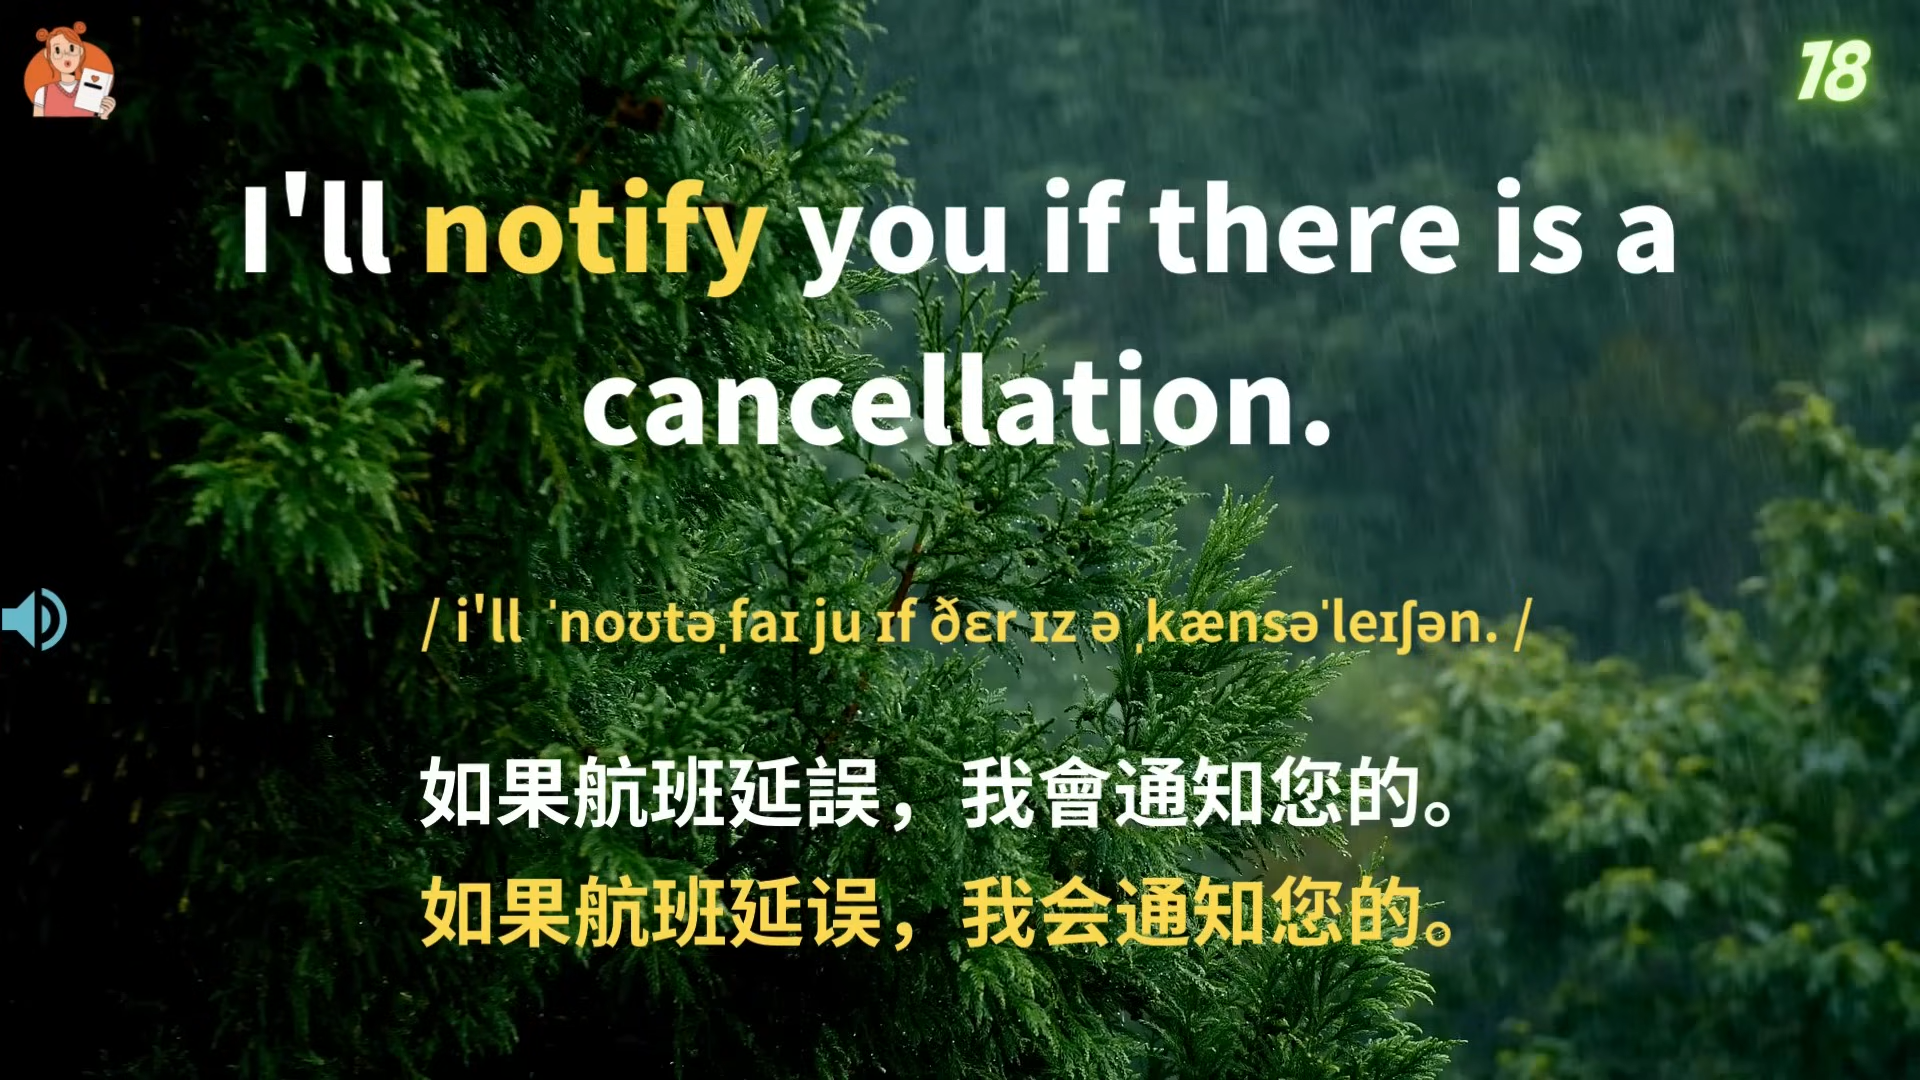 18
I'll notify you if there is a
cancellation.
/ i'll ˈnoʊtəˌfaɪ ju ɪf ðɛr ɪz ə ˌkænsəˈleɪʃən. /
如果航班延誤，我會通知您的。
如果航班延误，我会通知您的。